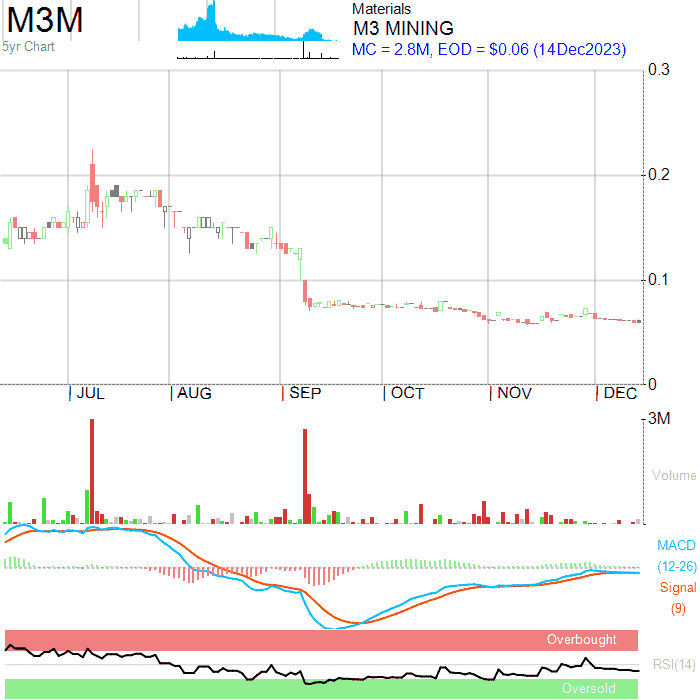 M3M
5yr Chart
Materials
M3 MINING
MC = 2.8M, EOD = $0.06 (14Dec2023)
0.3
0.2
0.1
0
JUL AUG SEP OCT NOV DEC
3M
Volume
MACD
(12-26)
Signal
(9)
Overbought
RSI(14)
Oversold